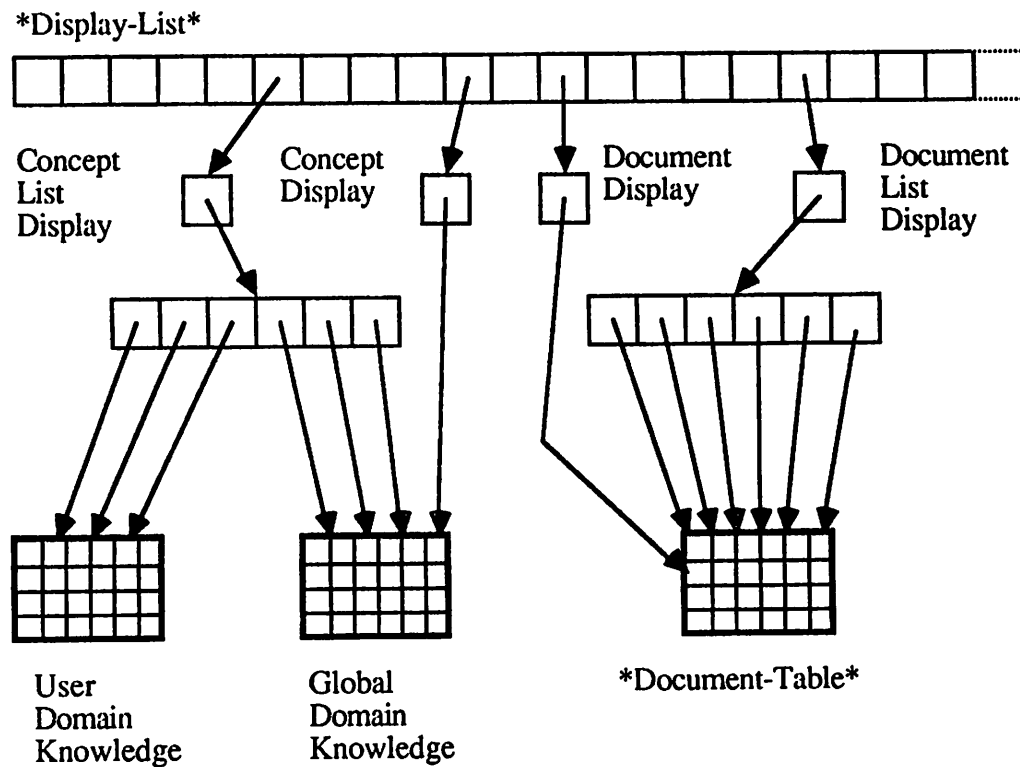 *Display-List*
Concept
List
Display
Concept
Display
Document
Display
Document
List
Display
User
Domain
Knowledge
Global
Domain
Knowledge
*Document-Table*